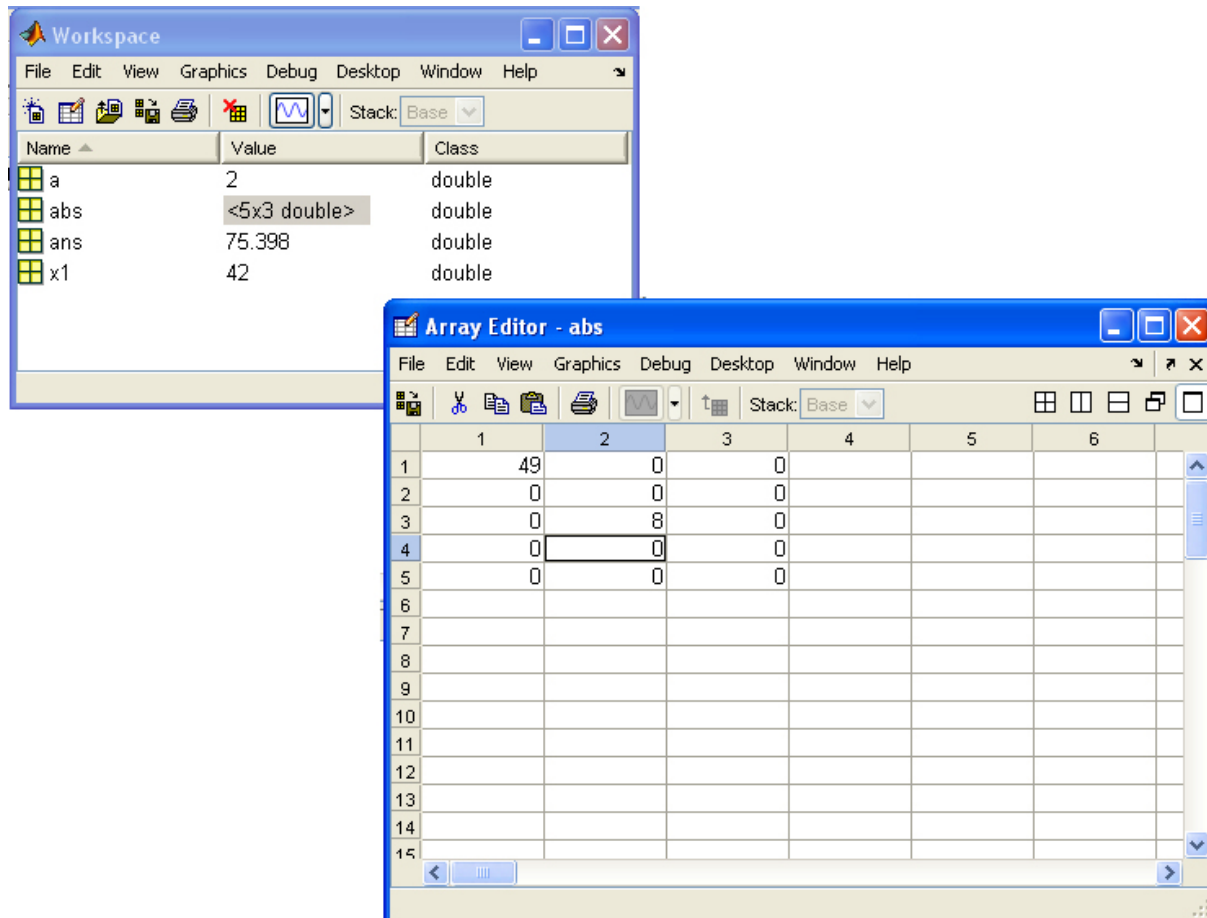 Workspace
File Edit View Graphics Debug Desktop Window Help
Stack: Base
Name Value Class
a 2 double
abs <5x3 double> double
ans 75.398 double
x1 42 double
Array Editor - abs
File Edit View Graphics Debug Desktop Window Help
Stack: Base
1 2 3 4 5 6
1 49 0 0
2 0 0 0
3 0 8 0
4 0 0 0
5 0 0 0
6
7
8
9
10
11
12
13
14
15